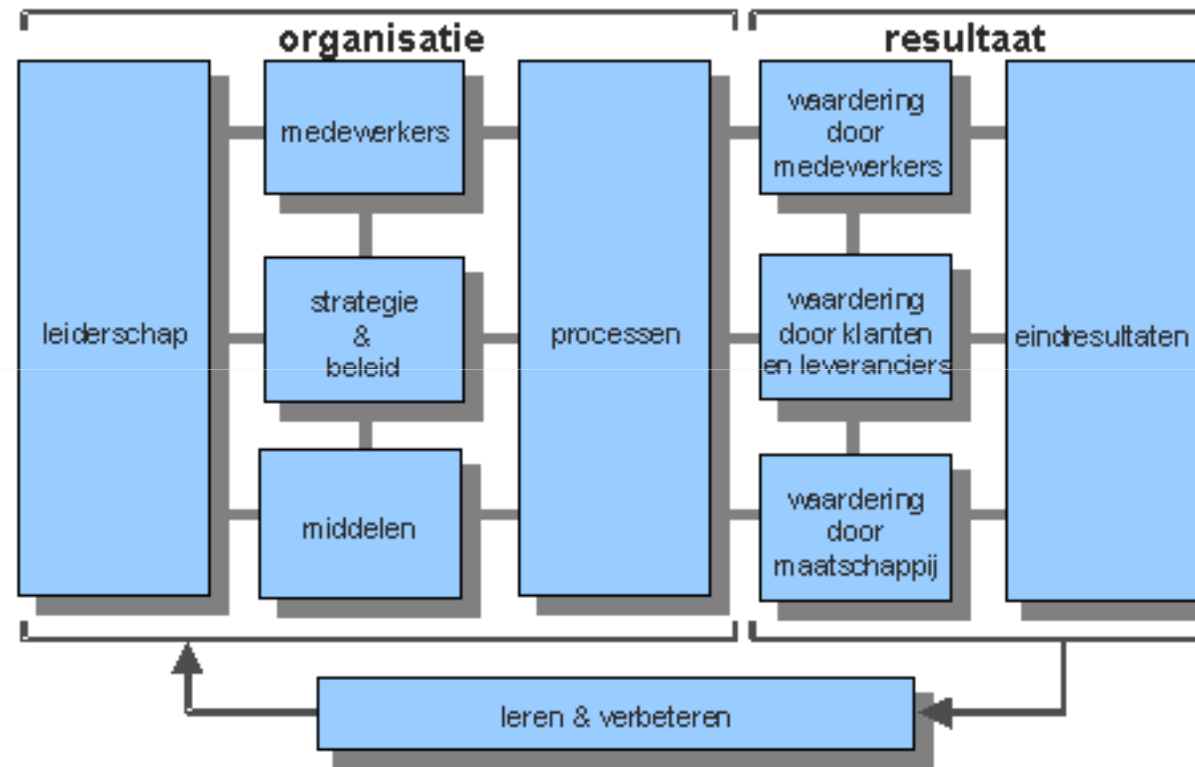 organisatie
resultaat
leiderschap
medewerkers
strategie
&
beleid
middelen
processen
waardering
door
medewerkers
waardering
door klanten
en leveranciers
waardering
door
maatschappij
eindresultaten
leren & verbeteren